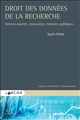 DROIT DES DONNÉES
DE LA RECHERCHE
Science ouverte, innovation, données publiques
Agnès Robin
LARCIER